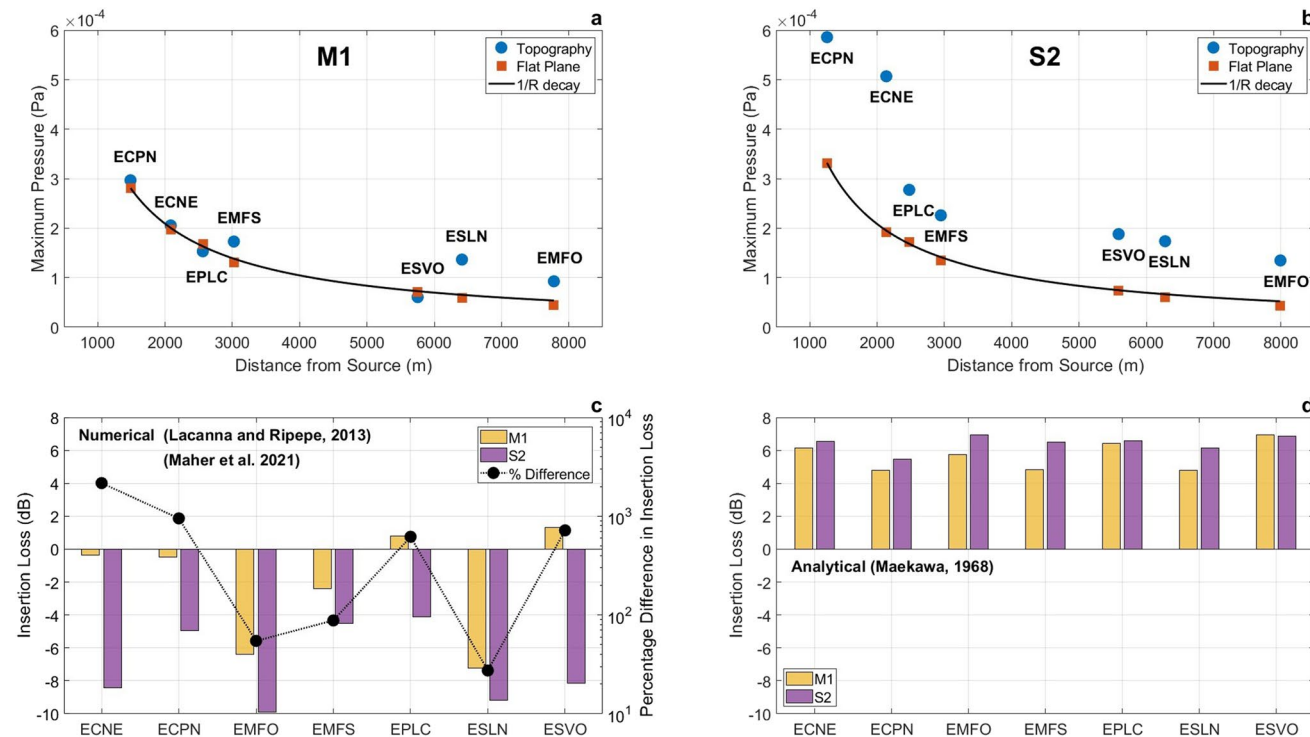 ×10⁻⁴
a
6
5
4
3
2
1
0
Maximum Pressure (Pa)
M1
Topography
Flat Plane
1/R decay
ECPN
ECNE
EMFS
EPLC
ESVO
ESLN
EMFO
1000 2000 3000 4000 5000 6000 7000 8000
Distance from Source (m)
×10⁻⁴
b
6
5
4
3
2
1
0
Maximum Pressure (Pa)
S2
Topography
Flat Plane
1/R decay
ECPN
ECNE
EPLC
EMFS
ESVO
ESLN
EMFO
1000 2000 3000 4000 5000 6000 7000 8000
Distance from Source (m)
c
8
6
4
2
0
-2
-4
-6
-8
-10
Insertion Loss (dB)
Numerical (Lacanna and Ripepe, 2013)
(Maher et al. 2021)
M1
S2
% Difference
10⁴
10³
10²
10¹
Percentage Difference in Insertion Loss
ECNE ECPN EMFO EMFS EPLC ESLN ESVO
d
8
6
4
2
0
-2
-4
-6
-8
-10
Insertion Loss (dB)
Analytical (Maekawa, 1968)
M1
S2
ECNE ECPN EMFO EMFS EPLC ESLN ESVO